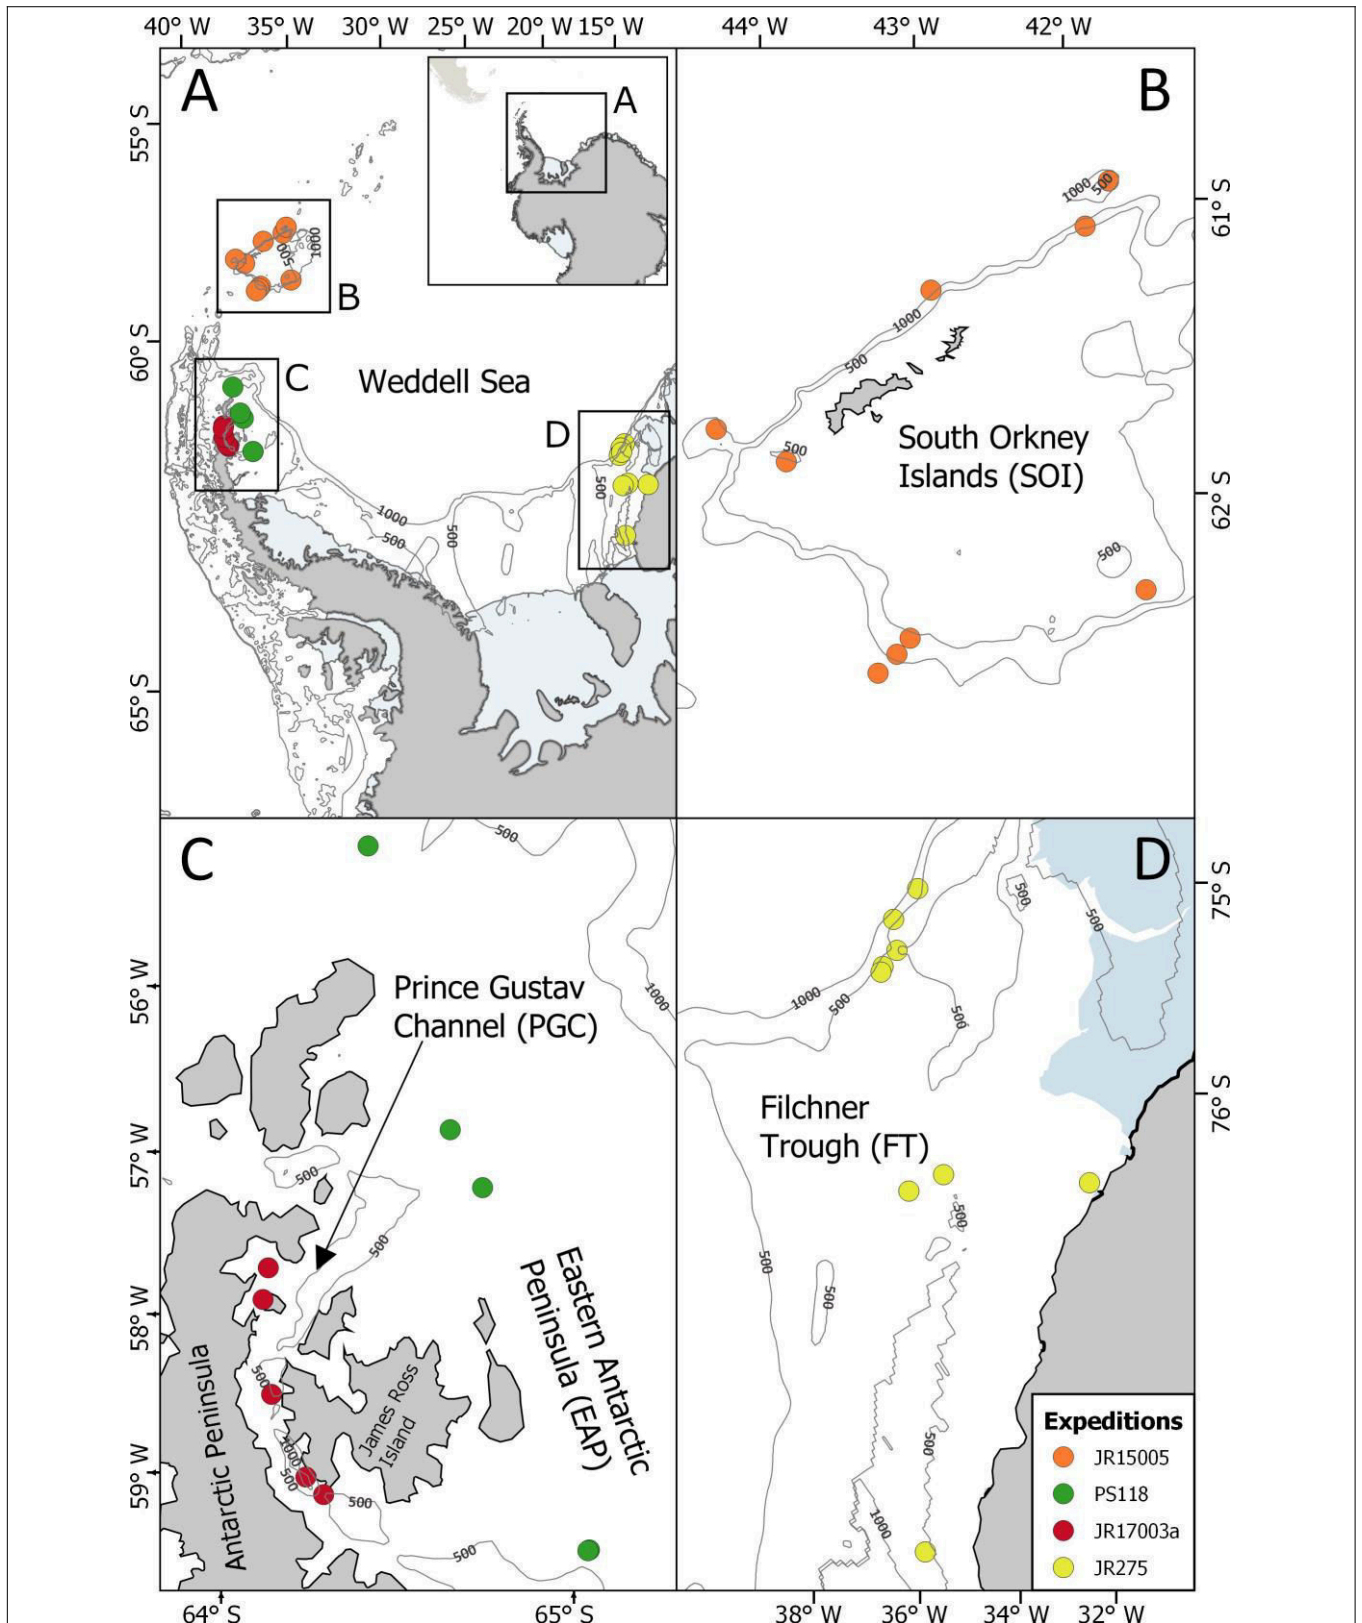 40° W 35° W 30° W 20° W 15° W 44° W 43° W 42° W
A
A
B
55° S
60° S
65° S
1000
500
B
C
Weddell Sea
D
1000
500
500
500
1000
500
61° S
62° S
1000
500
500
South Orkney
Islands (SOI)
500
C
500
1000
56° W
57° W
58° W
59° W
Prince Gustav
Channel (PGC)
500
500
Eastern Antarctic
Peninsula (EAP)
Antarctic Peninsula
James Ross
Island
500
1000
500
500
500
64° S 65° S
D
75° S
76° S
500
500
1000
500
500
Filchner
Trough (FT)
500
500
500
500
1000
Expeditions
JR15005
PS118
JR17003a
JR275
38° W 36° W 34° W 32° W